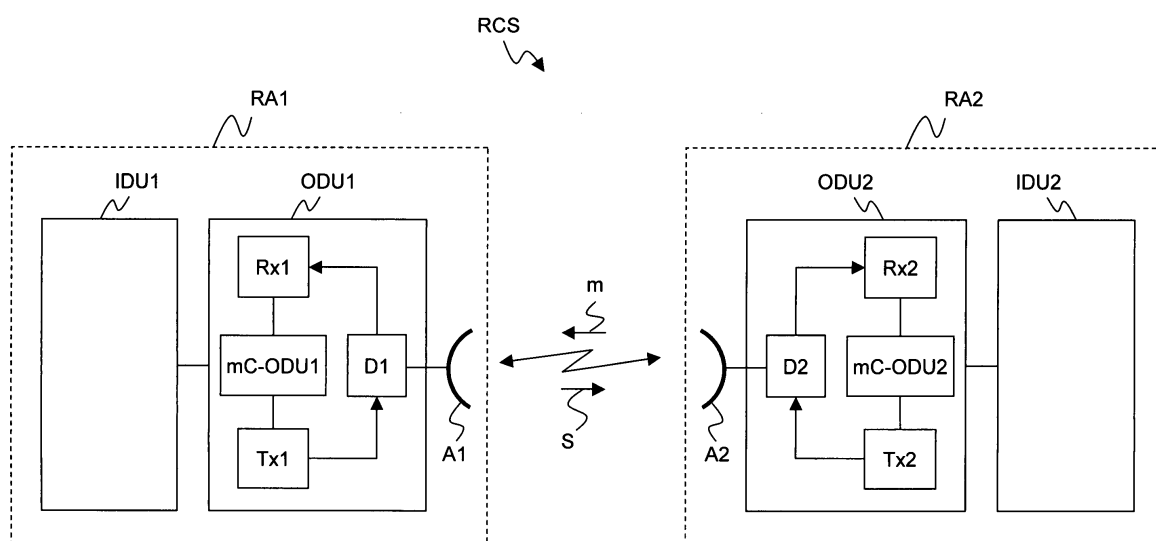 RCS
RA1
RA2
IDU1
ODU1
ODU2
IDU2
Rx1
Rx2
m
mC-ODU1
D1
D2
mC-ODU2
S
A1
A2
Tx1
Tx2